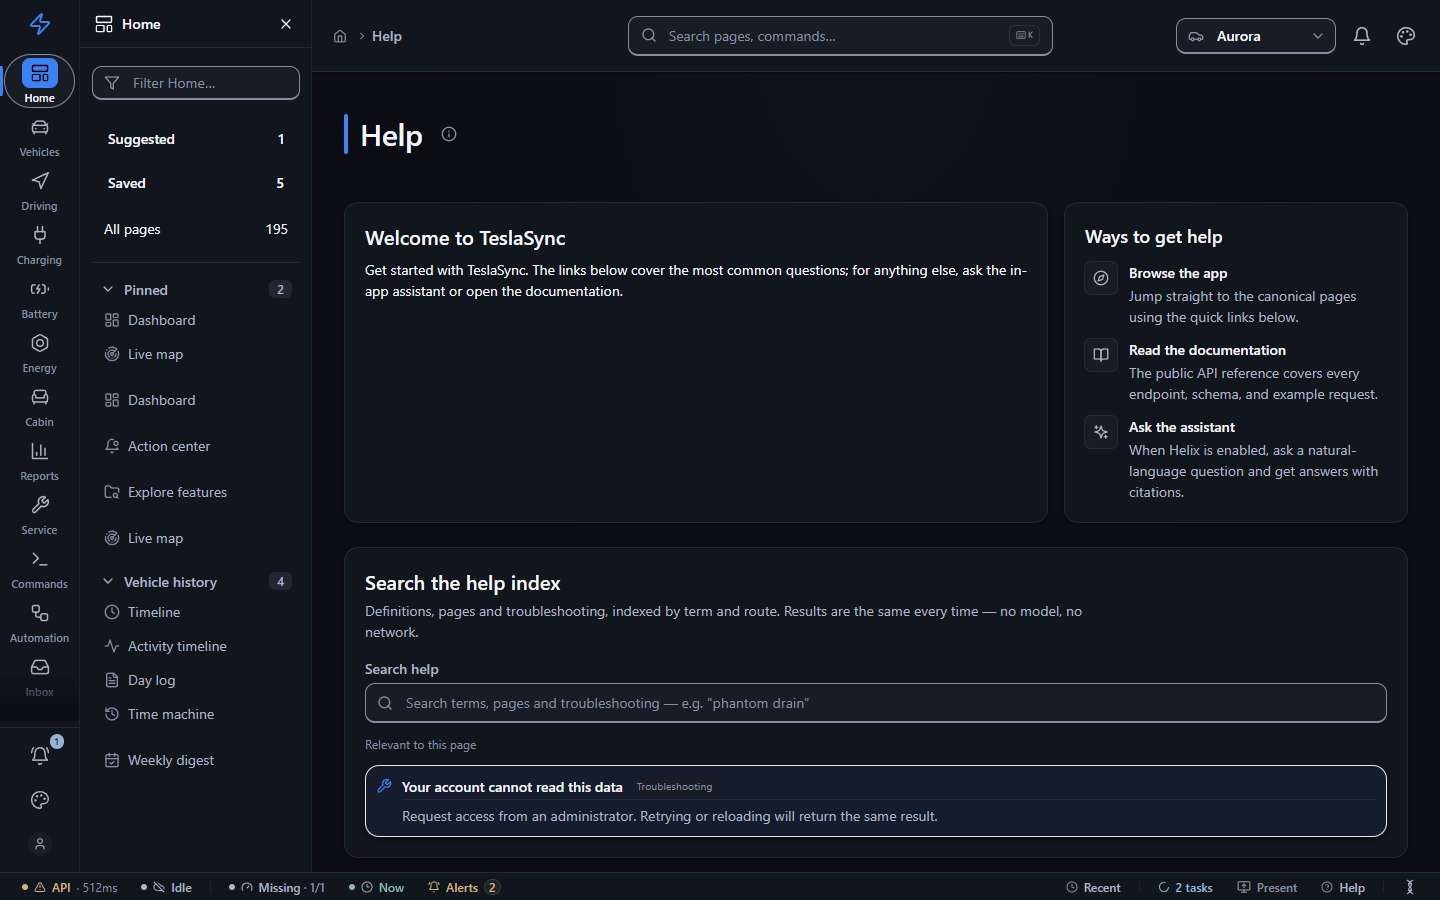 Home
Vehicles
Driving
Charging
Battery
Energy
Cabin
Reports
Service
Commands
Automation
Inbox
1
Home
Filter Home...
Suggested 1
Saved 5
All pages 195
Pinned 2
Dashboard
Live map
Dashboard
Action center
Explore features
Live map
Vehicle history 4
Timeline
Activity timeline
Day log
Time machine
Weekly digest
Help
Search pages, commands...
K
Aurora
Help
Welcome to TeslaSync
Get started with TeslaSync. The links below cover the most common questions; for anything else, ask the in-
app assistant or open the documentation.
Ways to get help
Browse the app
Jump straight to the canonical pages
using the quick links below.
Read the documentation
The public API reference covers every
endpoint, schema, and example request.
Ask the assistant
When Helix is enabled, ask a natural-
language question and get answers with
citations.
Search the help index
Definitions, pages and troubleshooting, indexed by term and route. Results are the same every time — no model, no
network.
Search help
Search terms, pages and troubleshooting — e.g. "phantom drain"
Relevant to this page
Your account cannot read this data Troubleshooting
Request access from an administrator. Retrying or reloading will return the same result.
API · 512ms
Idle
Missing · 1/1
Now
Alerts 2
Recent
2 tasks
Present
Help